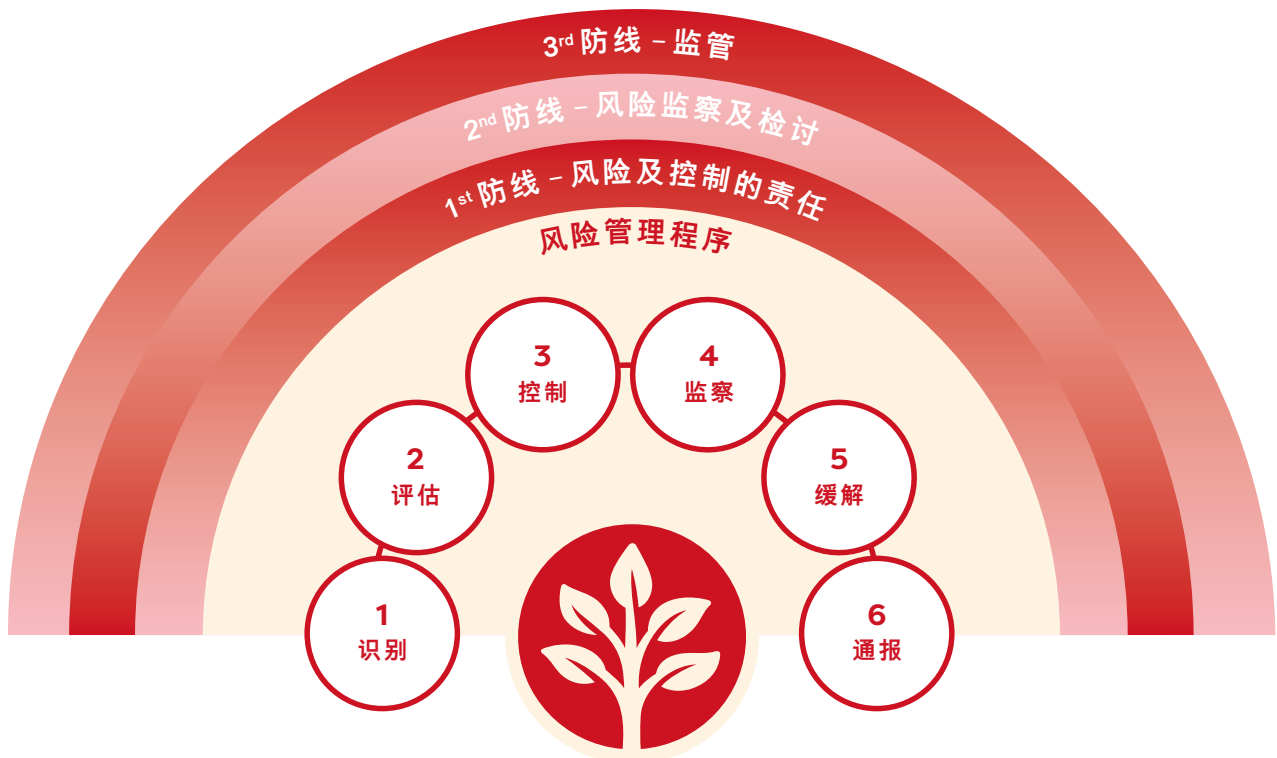 3rd 防线 – 监管
2nd 防线 – 风险监察及检讨
1st 防线 – 风险及控制的责任
风险管理程序
1
识别
2
评估
3
控制
4
监察
5
缓解
6
通报